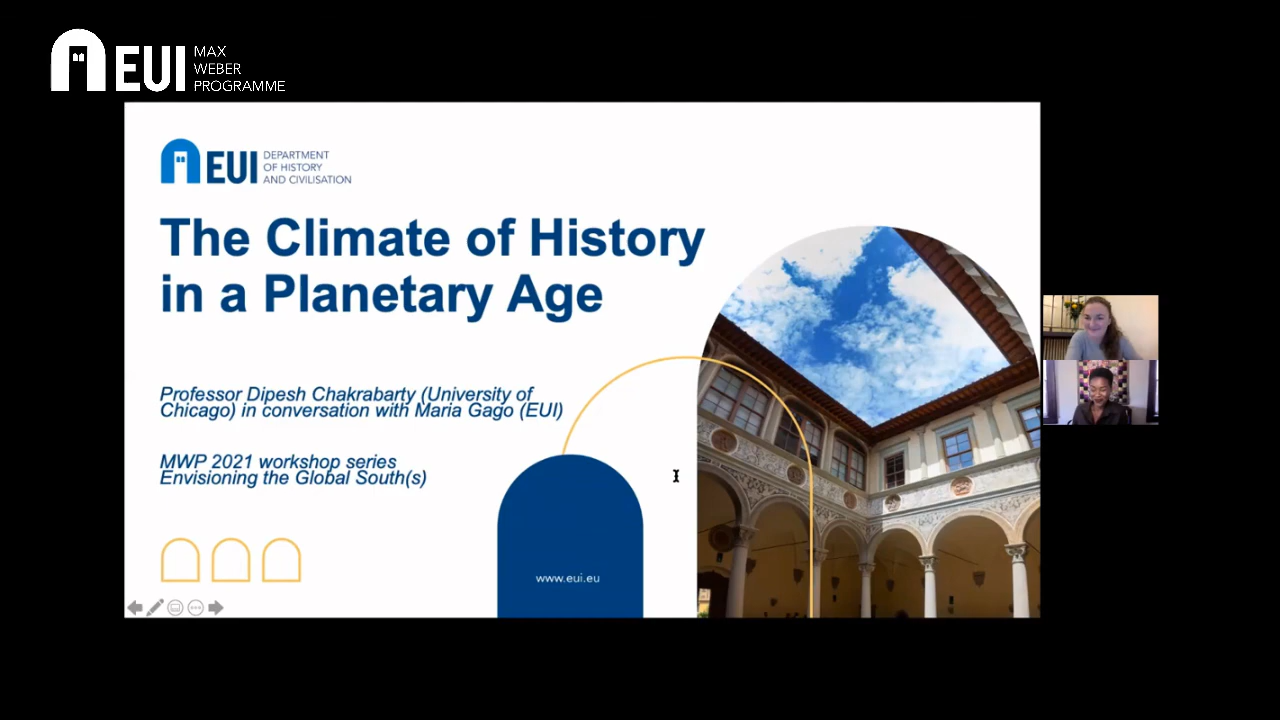 EUI
MAX
WEBER
PROGRAMME
EUI
DEPARTMENT
OF HISTORY
AND CIVILISATION
The Climate of History
in a Planetary Age
Professor Dipesh Chakrabarty (University of
Chicago) in conversation with Maria Gago (EUI)
MWP 2021 workshop series
Envisioning the Global South(s)
www.eui.eu